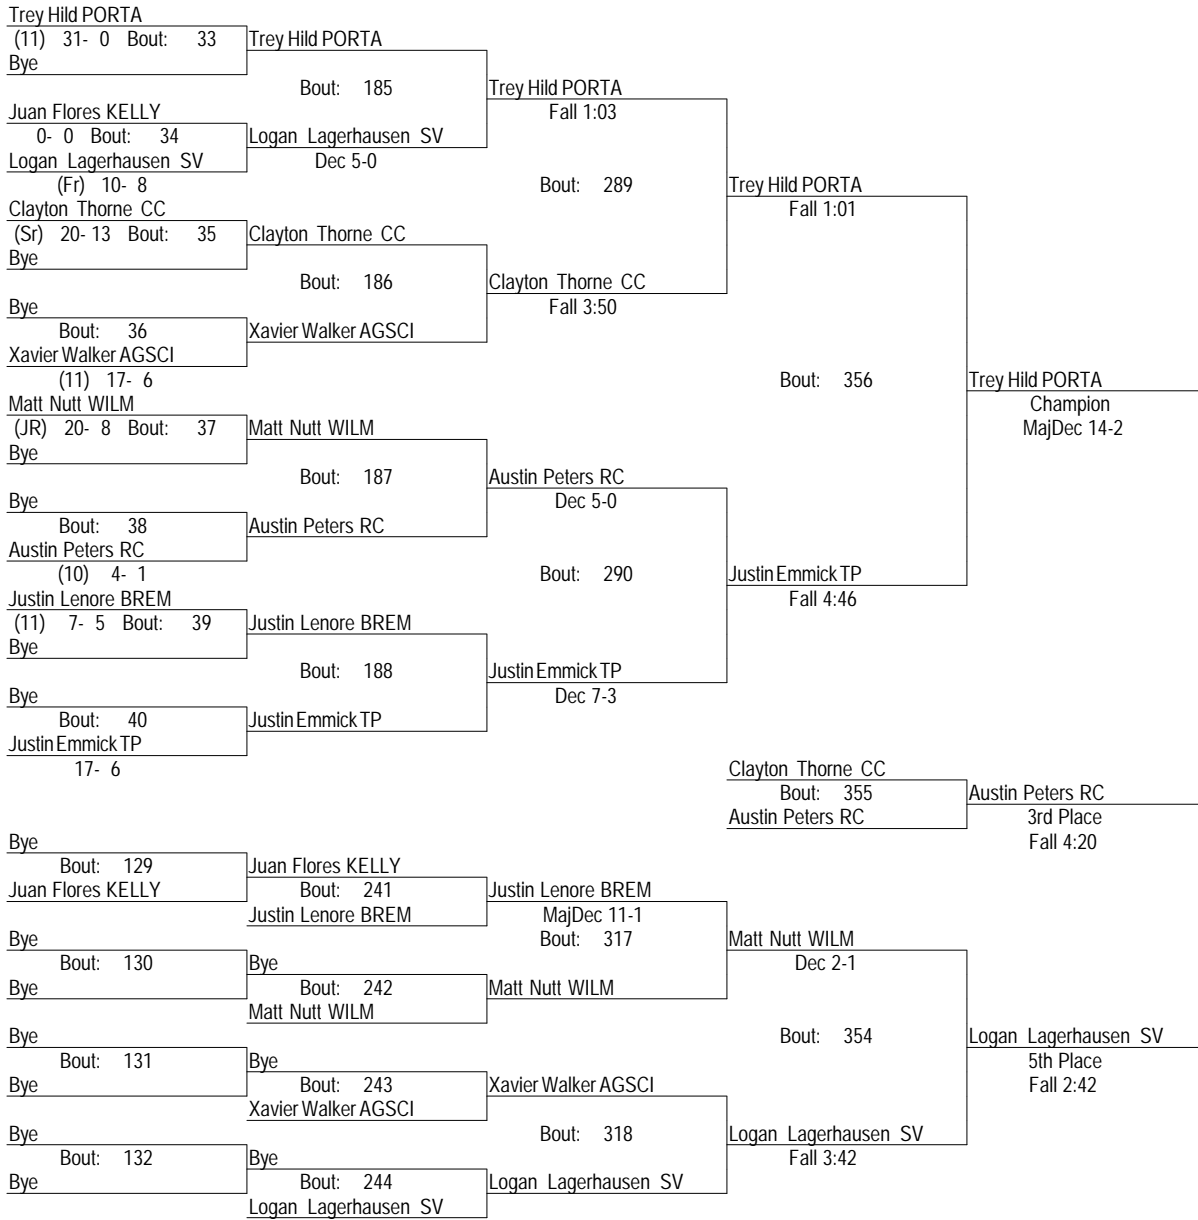 Trey Hild PORTA
(11) 31- 0 Bout: 33 Trey Hild PORTA
Bye
Bout: 185 Trey Hild PORTA
Juan Flores KELLY Fall 1:03
0- 0 Bout: 34 Logan Lagerhausen SV
Logan Lagerhausen SV Dec 5-0
(Fr) 10- 8 Bout: 289 Trey Hild PORTA
Clayton Thorne CC Fall 1:01
(Sr) 20- 13 Bout: 35 Clayton Thorne CC
Bye
Bout: 186 Clayton Thorne CC
Bye Fall 3:50
Bout: 36 Xavier Walker AGSCI
Xavier Walker AGSCI
(11) 17- 6 Bout: 356 Trey Hild PORTA
Matt Nutt WILM Champion
(JR) 20- 8 Bout: 37 Matt Nutt WILM MajDec 14-2
Bye
Bout: 187 Austin Peters RC
Bye Dec 5-0
Bout: 38 Austin Peters RC
Austin Peters RC
(10) 4- 1 Bout: 290 Justin Emmick TP
Justin Lenore BREM Fall 4:46
(11) 7- 5 Bout: 39 Justin Lenore BREM
Bye
Bout: 188 Justin Emmick TP
Bye Dec 7-3
Bout: 40 Justin Emmick TP
Justin Emmick TP
17- 6 Clayton Thorne CC
Bout: 355 Austin Peters RC
Austin Peters RC 3rd Place
Bye Fall 4:20
Bout: 129 Juan Flores KELLY
Juan Flores KELLY Bout: 241 Justin Lenore BREM
Justin Lenore BREM MajDec 11-1
Bye Bout: 317 Matt Nutt WILM
Bout: 130 Bye Dec 2-1
Bye Bout: 242 Matt Nutt WILM
Matt Nutt WILM
Bye Bout: 354 Logan Lagerhausen SV
Bout: 131 Bye 5th Place
Bye Bout: 243 Xavier Walker AGSCI Fall 2:42
Xavier Walker AGSCI
Bye Bout: 318 Logan Lagerhausen SV
Bout: 132 Bye Fall 3:42
Bye Bout: 244 Logan Lagerhausen SV
Logan Lagerhausen SV